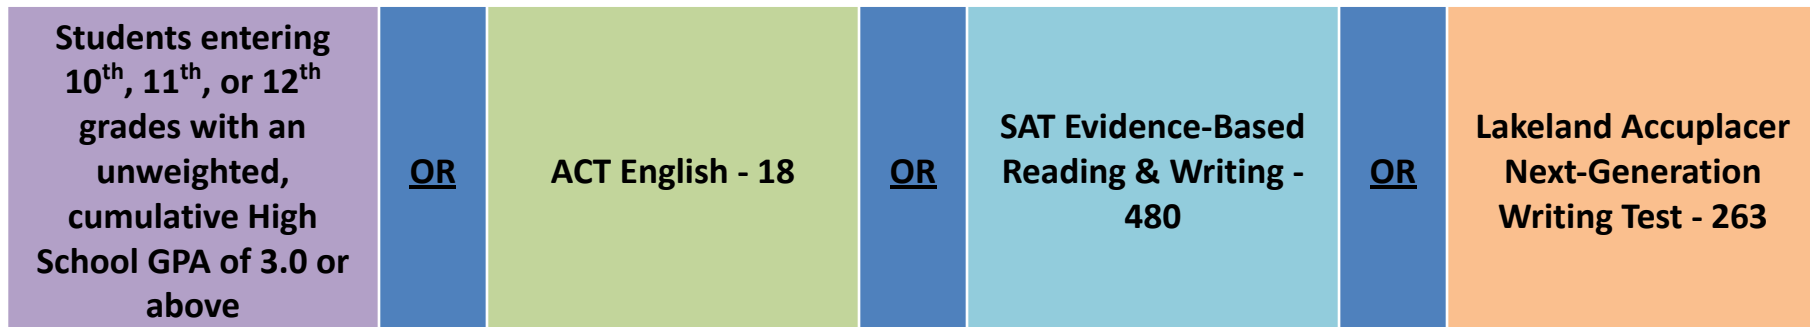 Students entering
10th, 11th, or 12th
grades with an
unweighted,
cumulative High
School GPA of 3.0 or
above
OR
ACT English - 18
OR
SAT Evidence-Based
Reading & Writing -
480
OR
Lakeland Accuplacer
Next-Generation
Writing Test - 263